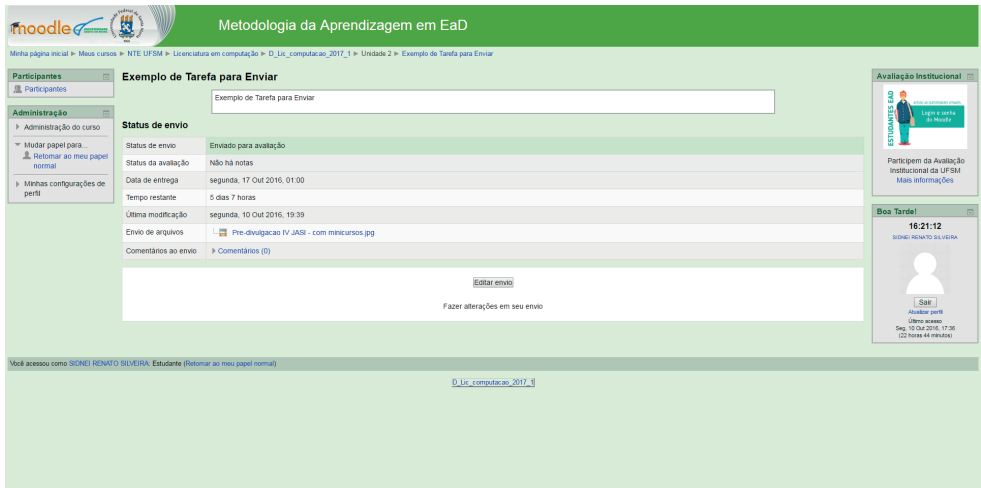 moodle
Metodologia da Aprendizagem em EaD
Minha página inicial ► Meus cursos ► NTE UFSM ► Licenciatura em computação ► D_Lic_computacao_2017_1 ► Unidade 2 ► Exemplo de Tarefa para Enviar
Participantes
Participantes
Administração
Administração do curso
Mudar papel para...
Retornar ao meu papel
normal
Minhas configurações de
perfil
Exemplo de Tarefa para Enviar
Exemplo de Tarefa para Enviar
Status de envio
Status de envio Enviado para avaliação
Status da avaliação Não há notas
Data de entrega segunda, 17 Out 2016, 01:00
Tempo restante 5 dias 7 horas
Última modificação segunda, 10 Out 2016, 19:39
Envio de arquivos Pre-divulgacao IV JASI - com minicursos.jpg
Comentários ao envio Comentários (0)
Editar envio
Fazer alterações em seu envio
Avaliação Institucional
ESTUDANTES EAD
Login e senha
do Moodle
Participem da Avaliação
Institucional da UFSM
Mais informações
Boa Tarde!
16:21:12
SIDNEI RENATO SILVEIRA
Sair
Atualizar perfil
Último acesso
Seg, 10 Out 2016, 17:36
(22 horas 44 minutos)
Você acessou como SIDNEI RENATO SILVEIRA: Estudante (Retornar ao meu papel normal)
D_Lic_computacao_2017_1